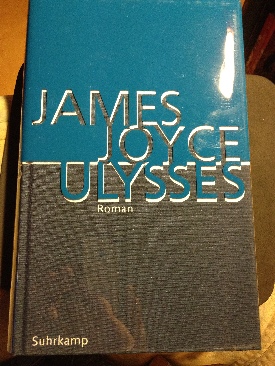 JAMES
JOYCE
ULYSSES
Roman
Suhrkamp